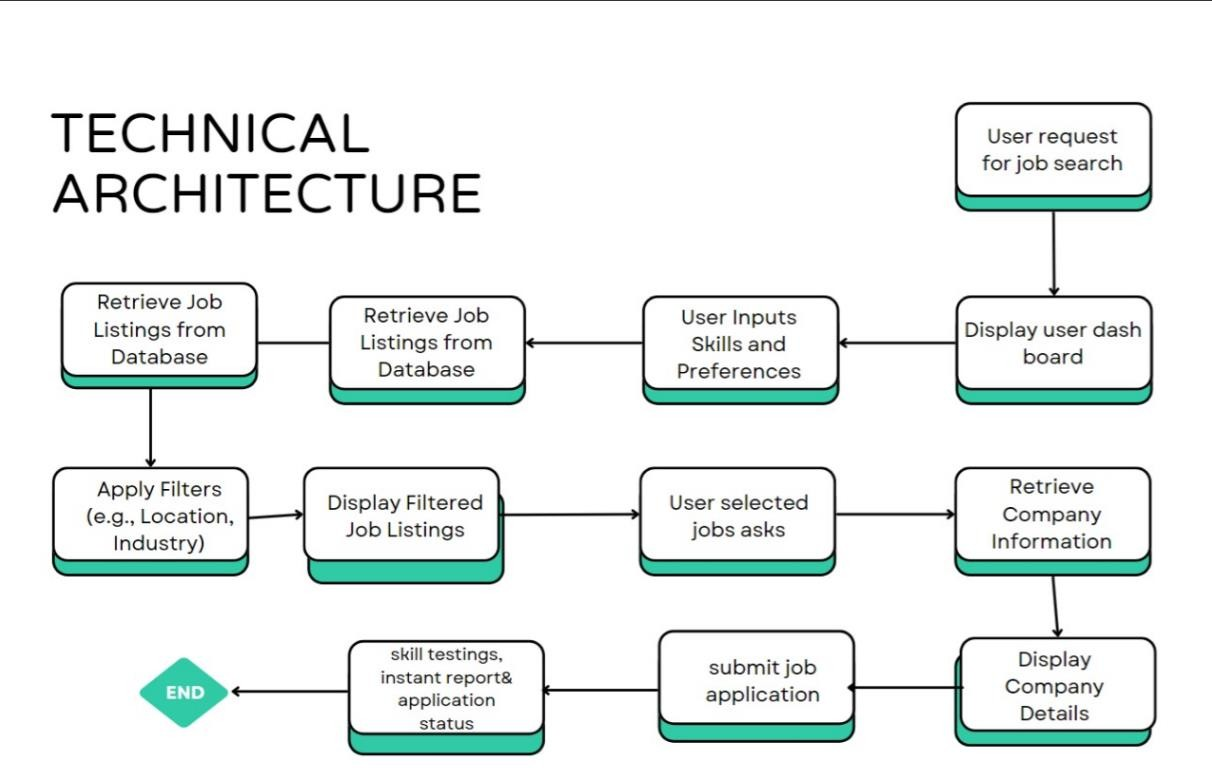 TECHNICAL
ARCHITECTURE
User request
for job search
Display user dash
board
User Inputs
Skills and
Preferences
Retrieve Job
Listings from
Database
Retrieve Job
Listings from
Database
Apply Filters
(e.g., Location,
Industry)
Display Filtered
Job Listings
User selected
jobs asks
Retrieve
Company
Information
Display
Company
Details
submit job
application
skill testings,
instant report&
application
status
END